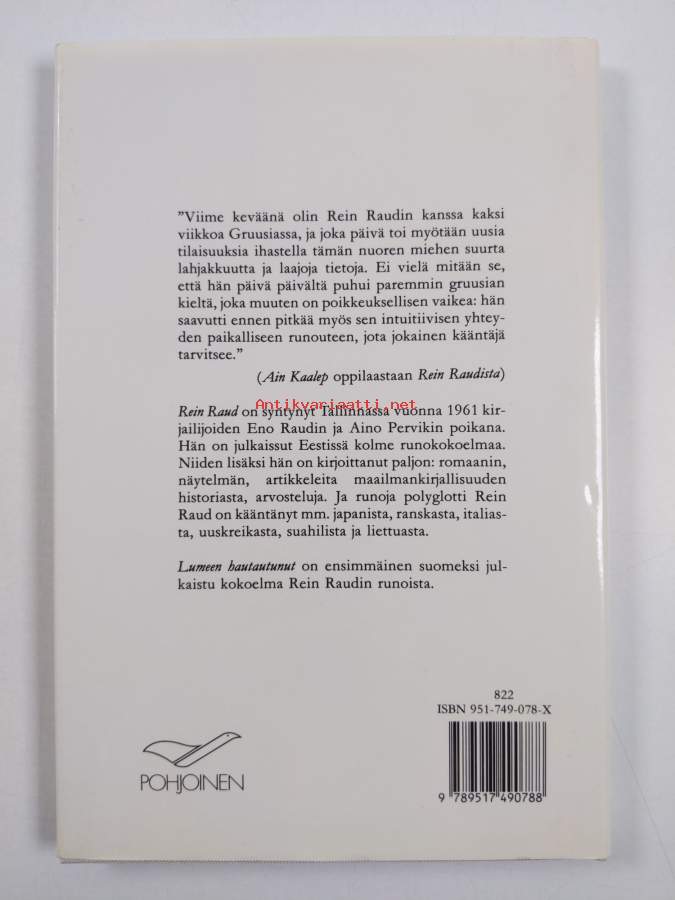 ”Viime keväänä olin Rein Raudin kanssa kaksi
viikkoa Gruusiassa, ja joka päivä toi myötään uusia
tilaisuuksia ihastella tämän nuoren miehen suurta
lahjakkuutta ja laajoja tietoja. Ei vielä mitään se,
että hän päivä päivältä puhui paremmin gruusian
kieltä, joka muuten on poikkeuksellisen vaikea: hän
saavutti ennen pitkää myös sen intuitiivisen yhtey-
den paikalliseen runouteen, jota jokainen kääntäjä
tarvitsee.”
(Ain Kaalep oppilaastaan Rein Raudista)
Antikvariaatti.net
Rein Raud on syntynyt Tallinnassa vuonna 1961 kir-
jailijoiden Eno Raudin ja Aino Pervikin poikana.
Hän on julkaissut Eestissä kolme runokokoelmaa.
Niiden lisäksi hän on kirjoittanut paljon: romaanin,
näytelmän, artikkeleita maailmankirjallisuuden
historiasta, arvosteluja. Ja runoja polyglotti Rein
Raud on kääntänyt mm. japanista, ranskasta, italias-
ta, uuskreikasta, suahilista ja liettuasta.
Lumeen hautautunut on ensimmäinen suomeksi jul-
kaistu kokoelma Rein Raudin runoista.
822
ISBN 951-749-078-X
9 789517 490788
POHJOINEN